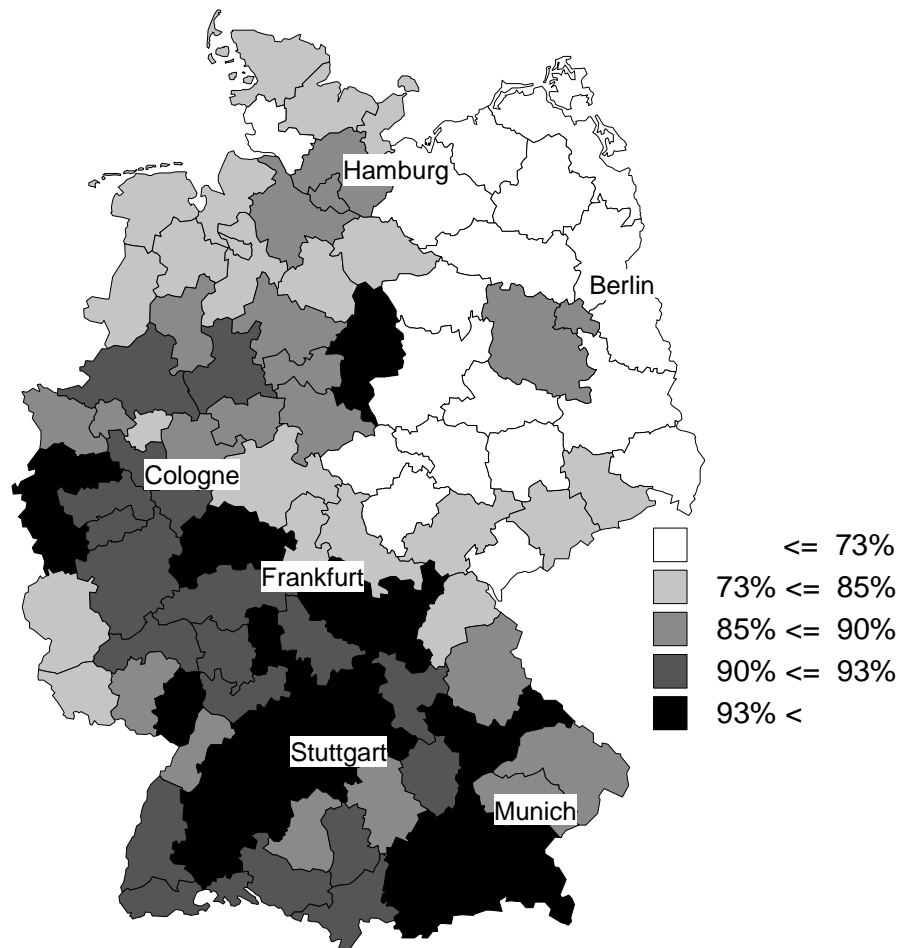 Hamburg
Berlin
Cologne
Frankfurt
Stuttgart
Munich
<= 73%
73% <= 85%
85% <= 90%
90% <= 93%
93% <